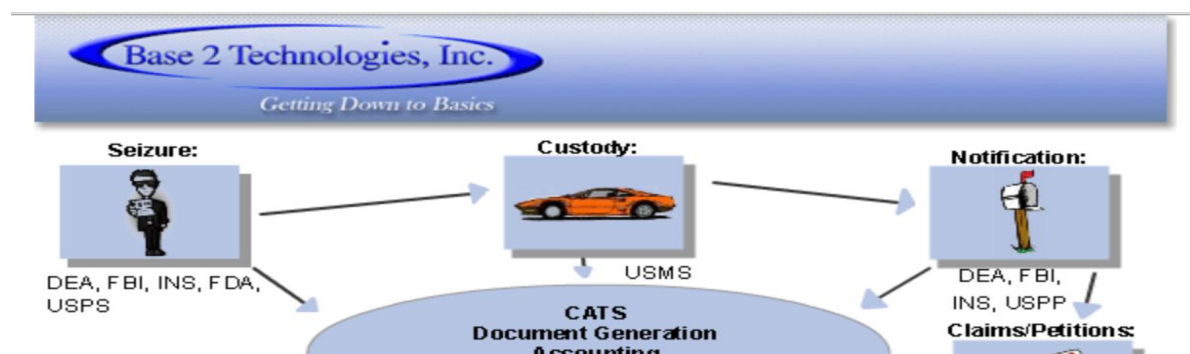 Base 2 Technologies, Inc.
Getting Down to Basics
Seizure:
Custody:
Notification:
DEA, FBI, INS, FDA,
USPS
USMS
DEA, FBI,
INS, USPP
CATS
Document Generation
Accounting
Claims/Petitions: